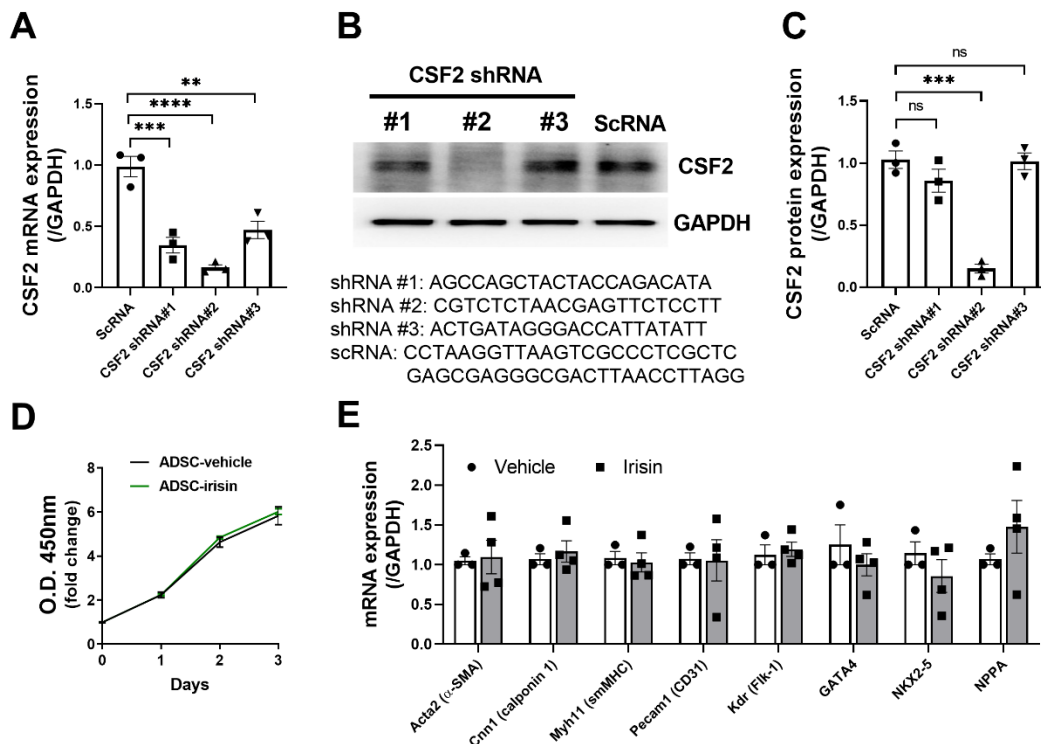 A
CSF2 mRNA expression
(/GAPDH)
1.5
1.0
0.5
0.0
**
****
***
ScRNA
CSF2 shRNA#1
CSF2 shRNA#2
CSF2 shRNA#3
B
CSF2 shRNA
#1 #2 #3 ScRNA
CSF2
GAPDH
shRNA #1: AGCCAGCTACTACCAGACATA
shRNA #2: CGTCTCTAACGAGTTCTCCTT
shRNA #3: ACTGATAGGGACCATTATATT
scRNA: CCTAAGGTTAAGTCGCCCTCGCTC
GAGCGAGGGCGACTTAACCTTAGG
C
CSF2 protein expression
(/GAPDH)
1.5
1.0
0.5
0.0
ns
***
ns
ScRNA
CSF2 shRNA#1
CSF2 shRNA#2
CSF2 shRNA#3
D
O.D. 450nm
(fold change)
8
6
4
2
0
ADSC-vehicle
ADSC-irisin
0 1 2 3
Days
E
mRNA expression
(/GAPDH)
2.5
2.0
1.5
1.0
0.5
0.0
Vehicle Irisin
Acta2 (α-SMA)
Cnn1 (calponin 1)
Myh11 (smMHC)
Pecam1 (CD31)
Kdr (Flk-1)
GATA4
NKX2-5
NPPA